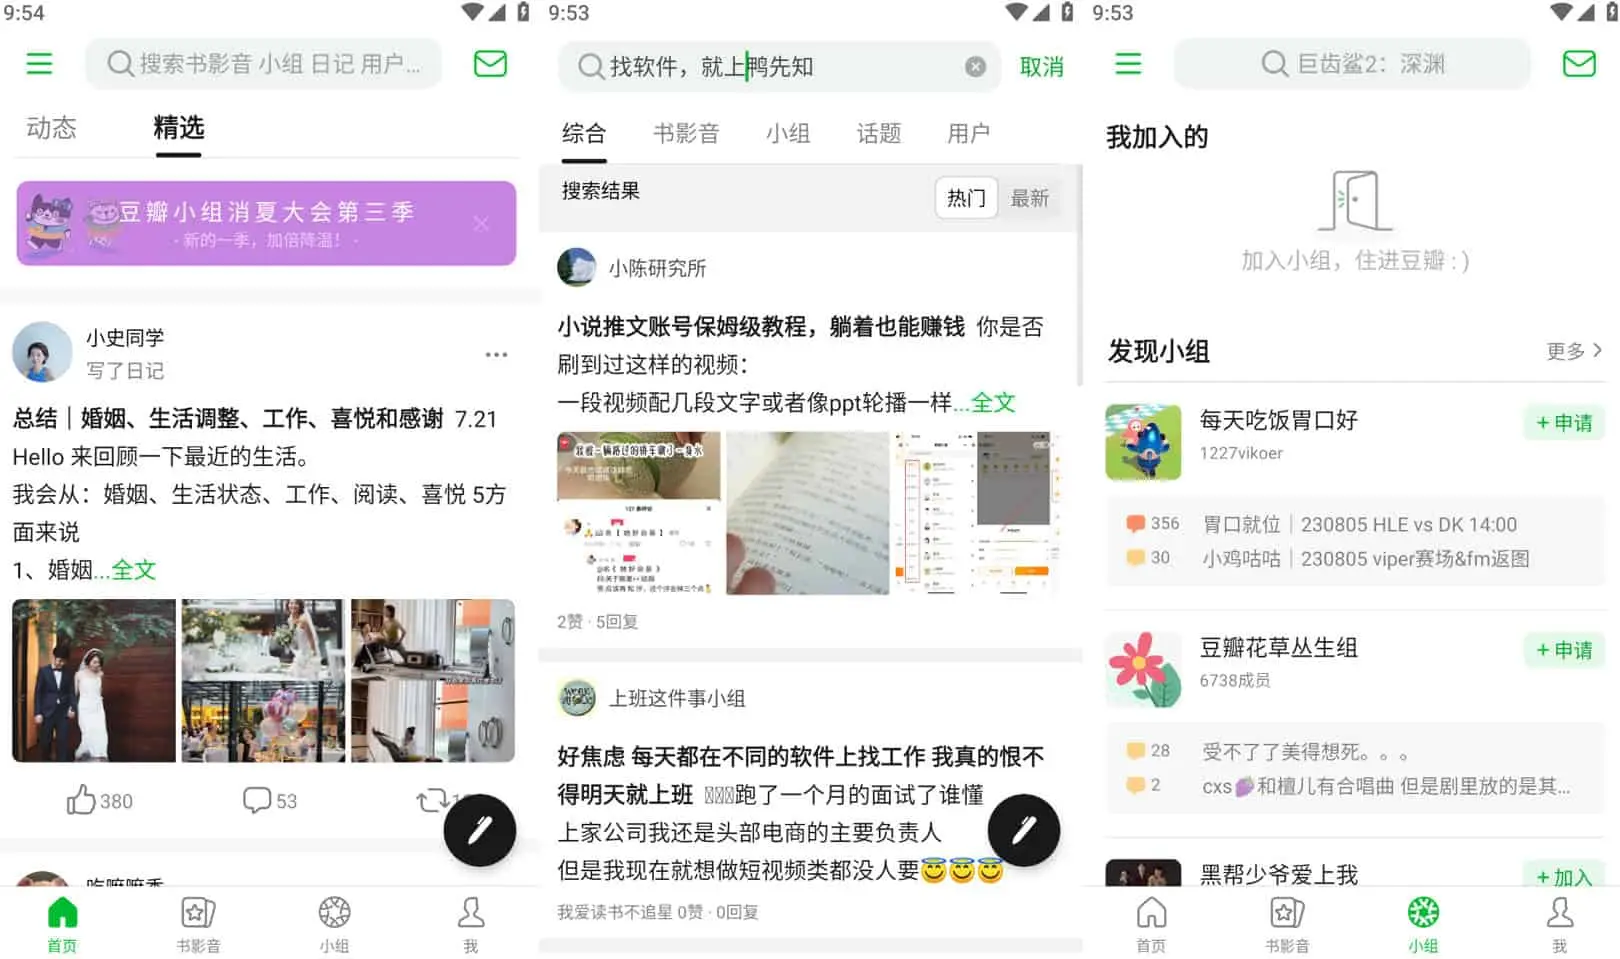 9:54
搜索书影音 小组 日记 用户...
动态
精选
豆瓣小组消夏大会第三季
· 新的一季，加倍降温！ ·
小史同学
写了日记
总结｜婚姻、生活调整、工作、喜悦和感谢 7.21
Hello 来回顾一下最近的生活。
我会从：婚姻、生活状态、工作、阅读、喜悦 5方
面来说
1、婚姻...全文
380
53
首页
书影音
小组
我
9:53
找软件，就上鸭先知
取消
综合
书影音
小组
话题
用户
搜索结果
热门
最新
小陈研究所
小说推文账号保姆级教程，躺着也能赚钱 你是否
刷到过这样的视频：
一段视频配几段文字或者像ppt轮播一样...全文
2赞 · 5回复
上班这件事小组
好焦虑 每天都在不同的软件上找工作 我真的恨不
得明天就上班 跑了一个月的面试了谁懂
上家公司我还是头部电商的主要负责人
但是我现在就想做短视频类都没人要😇😇😇
我爱读书不追星 0赞 · 0回复
9:53
巨齿鲨2：深渊
我加入的
加入小组，住进豆瓣 : )
发现小组
更多
每天吃饭胃口好
1227vikoer
+ 申请
356 胃口就位｜230805 HLE vs DK 14:00
30 小鸡咕咕｜230805 viper赛场&fm返图
豆瓣花草丛生组
6738成员
+ 申请
28 受不了了美得想死。。。
2 cxs🍠和檀儿有合唱曲 但是剧里放的是其...
黑帮少爷爱上我
+ 加入
首页
书影音
小组
我